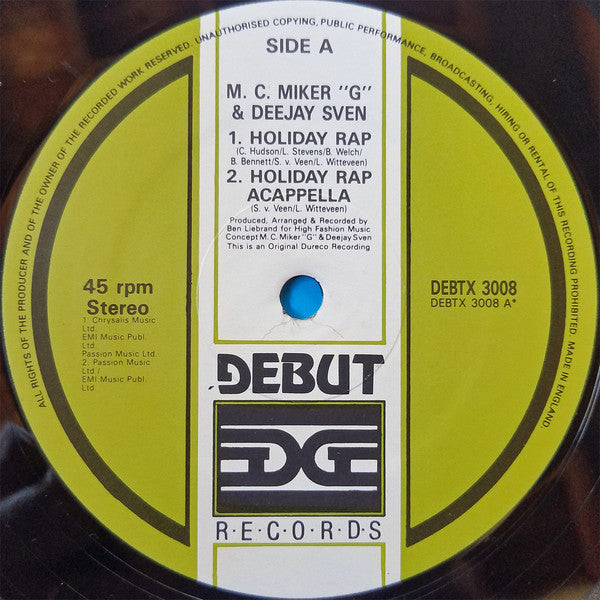 ALL RIGHTS OF THE PRODUCER AND OF THE OWNER OF THE RECORDED WORK RESERVED. UNAUTHORISED COPYING, PUBLIC PERFORMANCE, BROADCASTING, HIRING OR RENTAL OF THIS RECORDING PROHIBITED. MADE IN ENGLAND.
SIDE A
M. C. MIKER "G"
& DEEJAY SVEN
1. HOLIDAY RAP
(C. Hudson/L. Stevens/B. Welch/
B. Bennett/S. v. Veen/L. Witteveen)
2. HOLIDAY RAP
ACAPPELLA
(S. v. Veen/L. Witteveen)
Produced, Arranged & Recorded by
Ben Liebrand for High Fashion Music
Concept M. C. Miker "G" & Deejay Sven
This is an Original Dureco Recording
45 rpm
Stereo
1. Chrysalis Music
Ltd.
EMI Music Publ.
Ltd
Passion Music Ltd.
2. Passion Music
Ltd /
EMI Music Publ.
Ltd.
DEBTX 3008
DEBTX 3008 A*
DEBUT
R·E·C·O·R·D·S